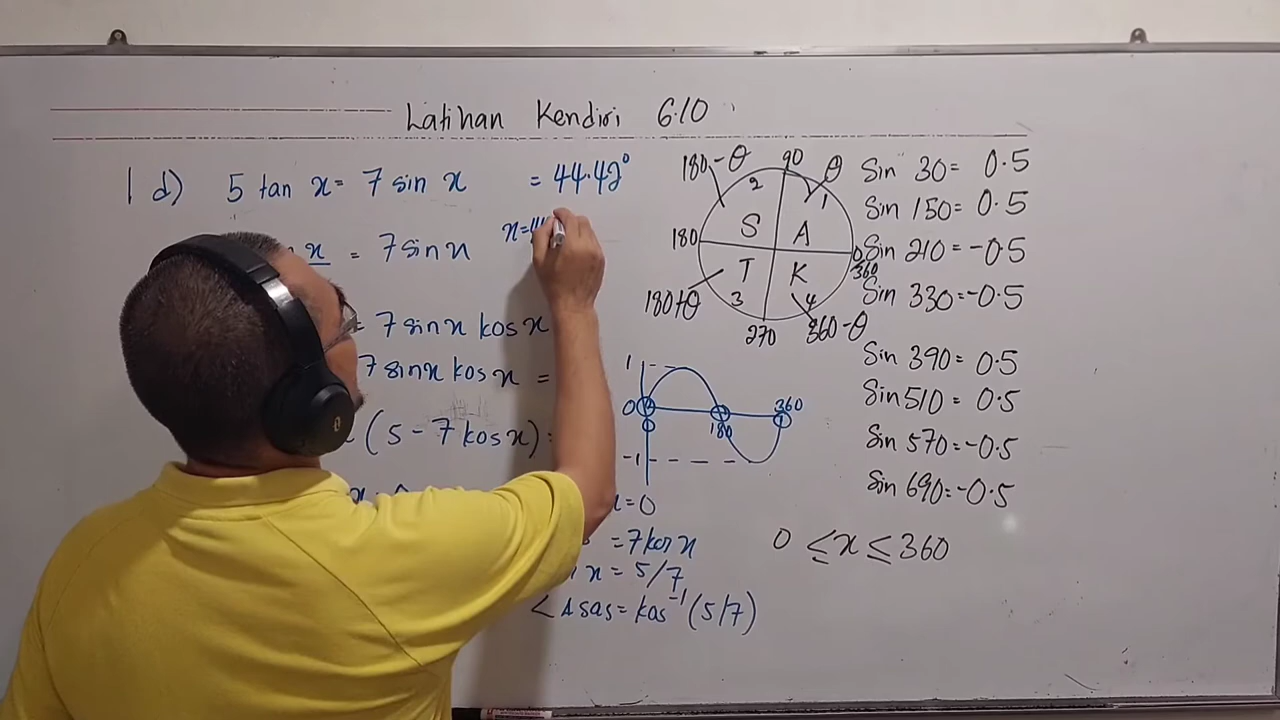 Latihan Kendiri 6.10
1 d) 5 tan x = 7 sin x
x = 7 sin x
= 7 sin x kos x
7 sin x kos x =
(5 - 7 kos x) =
= 44.42°
x =
180-θ
90
θ
2
1
S
A
180
0
360
T
K
3
4
180+θ
270
360-θ
1
0
180
360
-1
= 0
= 7 kos x
x = 5/7
∠ Asas = kos⁻¹ (5/7)
Sin 30 = 0.5
Sin 150 = 0.5
Sin 210 = -0.5
Sin 330 = -0.5
Sin 390 = 0.5
Sin 510 = 0.5
Sin 570 = -0.5
Sin 690 = -0.5
0 ≤ x ≤ 360